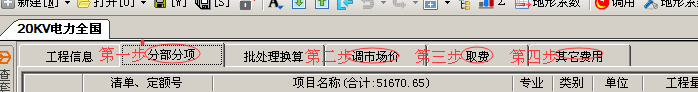 新建[N] [O] [S] [U] 地形系数 调用 地形系数
20KV电力全国
工程信息 第一步 分部分项 批处理换算 第二步 调市场价 第三步 取费 第四步 其它费用
查套
清单、定额号 项目名称(合计:51670.65) 专业 类别 单位 工程量